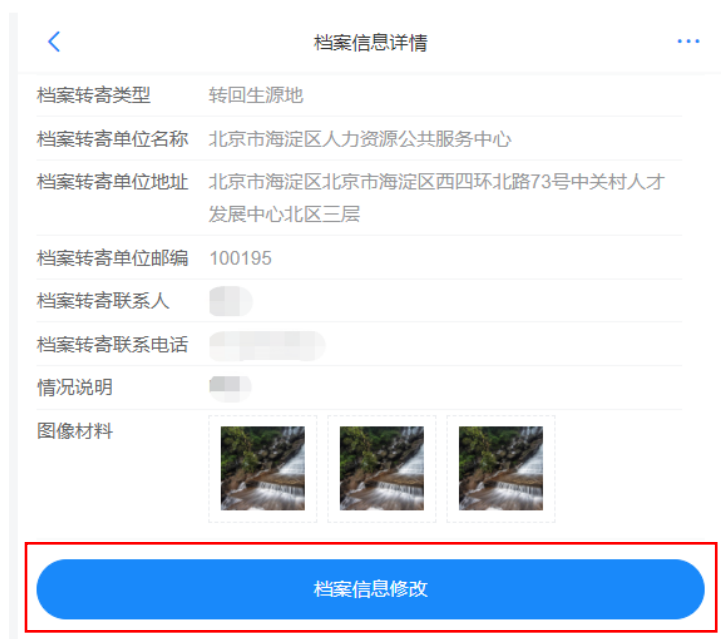 档案信息详情
档案转寄类型 转回生源地
档案转寄单位名称 北京市海淀区人力资源公共服务中心
档案转寄单位地址 北京市海淀区北京市海淀区西四环北路73号中关村人才
发展中心北区三层
档案转寄单位邮编 100195
档案转寄联系人
档案转寄联系电话
情况说明
图像材料
档案信息修改